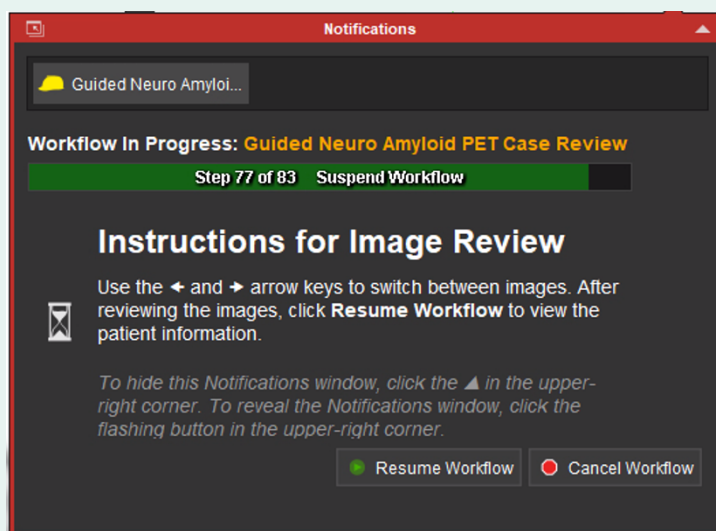 Notifications
Guided Neuro Amyloi...
Workflow In Progress: Guided Neuro Amyloid PET Case Review
Step 77 of 83 Suspend Workflow
Instructions for Image Review
Use the ← and → arrow keys to switch between images. After
reviewing the images, click Resume Workflow to view the
patient information.
To hide this Notifications window, click the ▲ in the upper-
right corner. To reveal the Notifications window, click the
flashing button in the upper-right corner.
Resume Workflow
Cancel Workflow